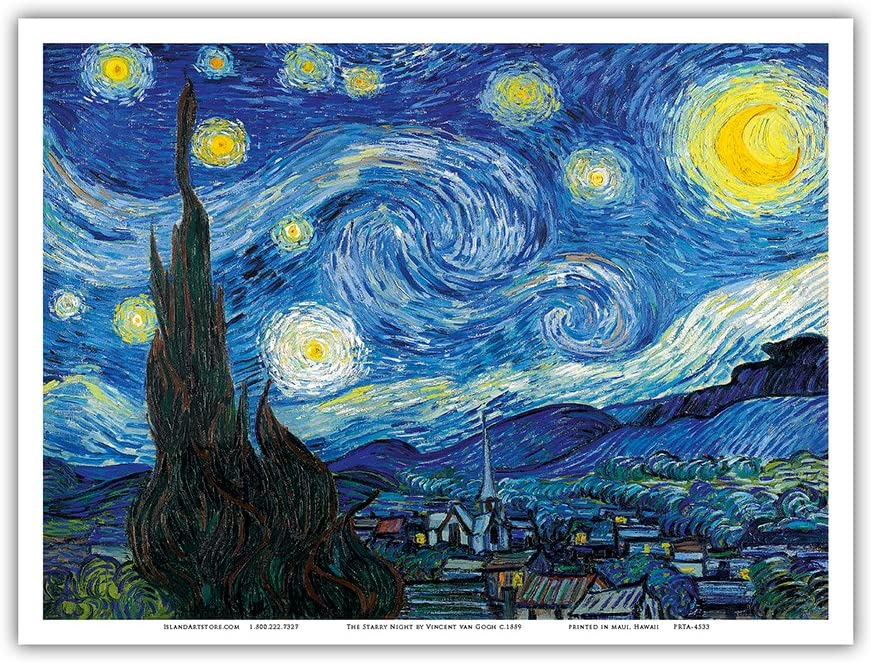 IslandArtstore.com 1.800.222.7327 The Starry Night by Vincent van Gogh c.1889 printed in Maui, Hawaii PRTA-4533